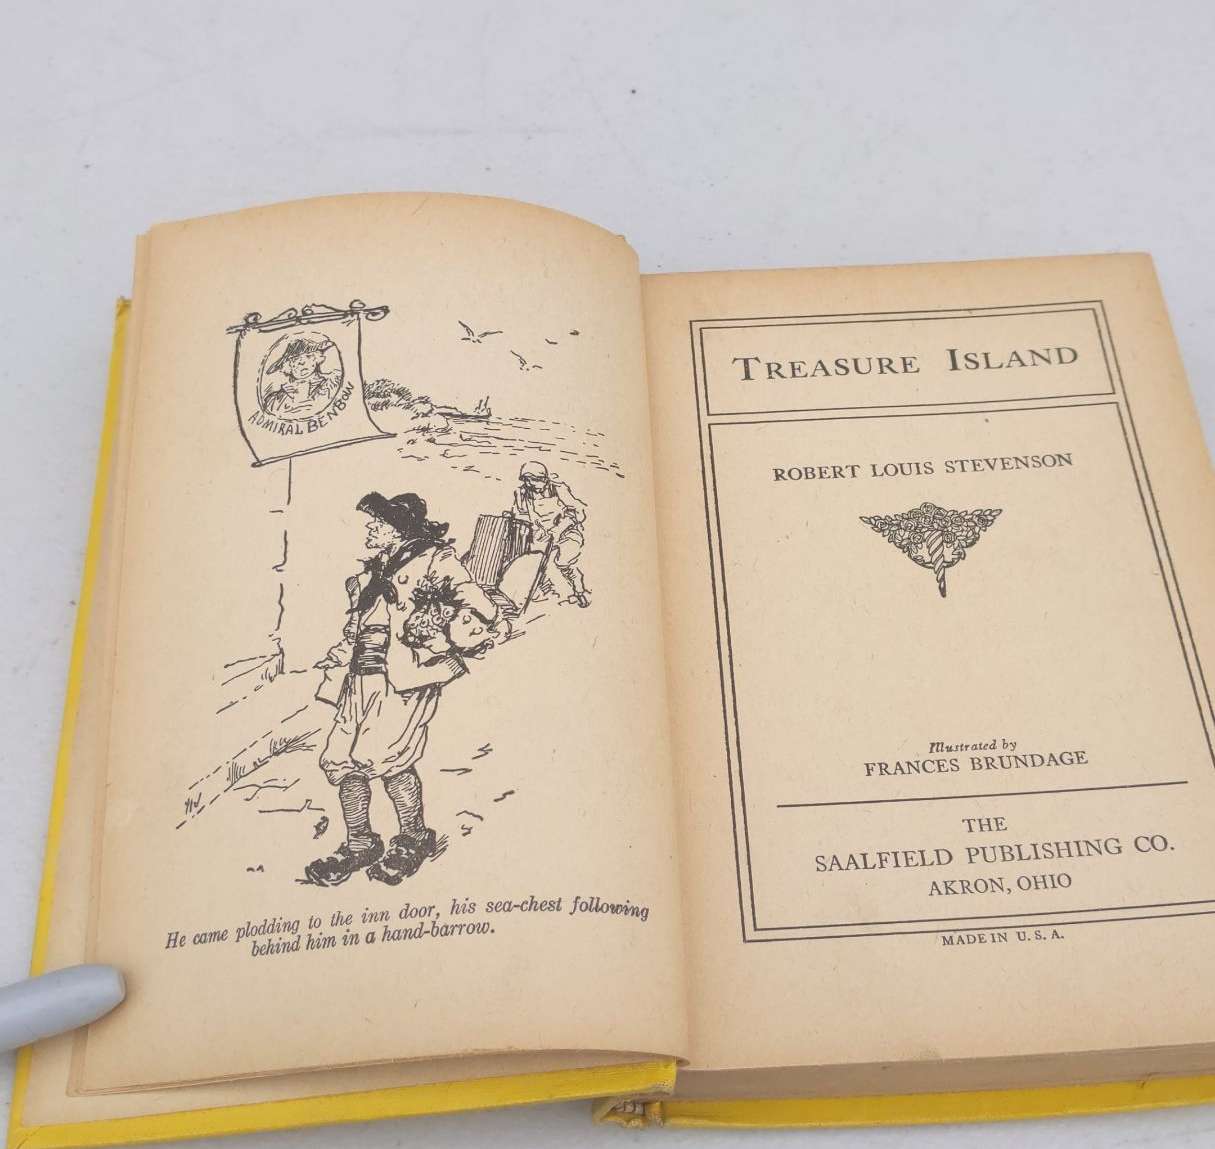 ADMIRAL BENBOW
He came plodding to the inn door, his sea-chest following
behind him in a hand-barrow.
TREASURE ISLAND
ROBERT LOUIS STEVENSON
Illustrated by
FRANCES BRUNDAGE
THE
SAALFIELD PUBLISHING CO.
AKRON, OHIO
MADE IN U. S. A.